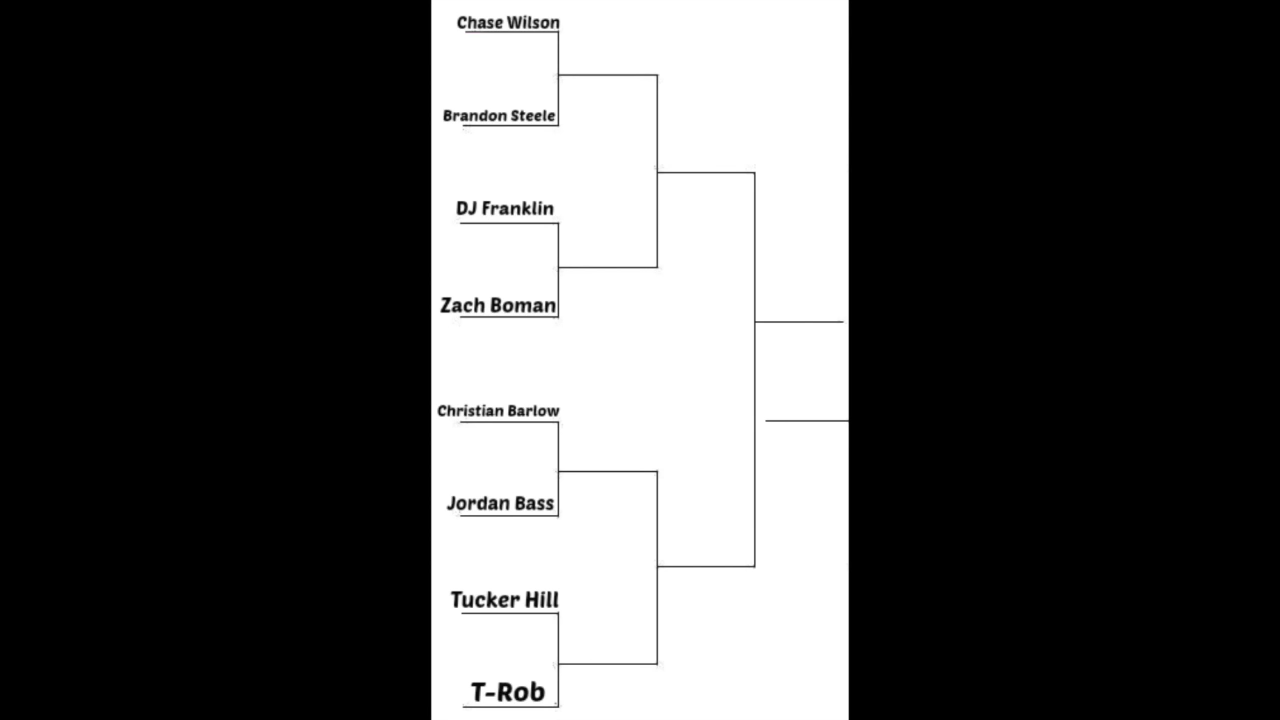 Chase Wilson
Brandon Steele
DJ Franklin
Zach Boman
Christian Barlow
Jordan Bass
Tucker Hill
T-Rob